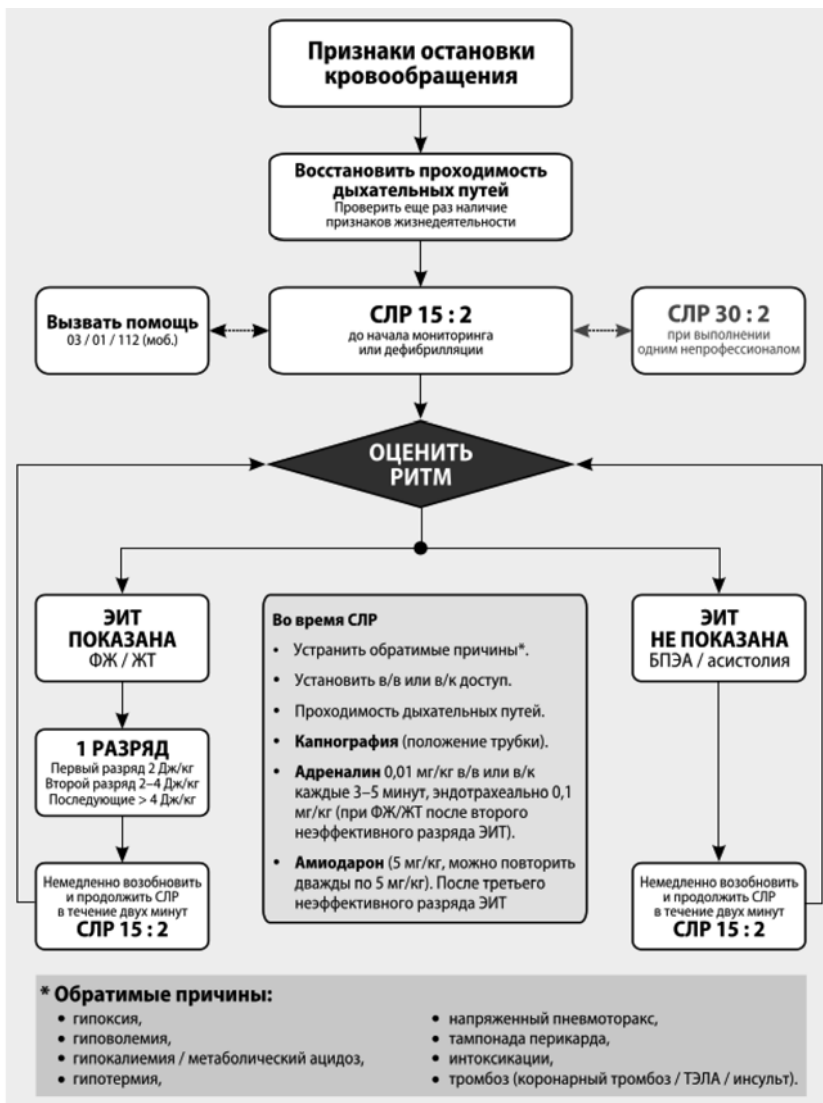 Признаки остановки
кровообращения
Восстановить проходимость
дыхательных путей
Проверить еще раз наличие
признаков жизнедеятельности
Вызвать помощь
03 / 01 / 112 (моб.)
СЛР 15 : 2
до начала мониторинга
или дефибрилляции
СЛР 30 : 2
при выполнении
одним непрофессионалом
ОЦЕНИТЬ
РИТМ
ЭИТ
ПОКАЗАНА
ФЖ / ЖТ
1 РАЗРЯД
Первый разряд 2 Дж/кг
Второй разряд 2–4 Дж/кг
Последующие > 4 Дж/кг
Немедленно возобновить
и продолжить СЛР
в течение двух минут
СЛР 15 : 2
Во время СЛР
• Устранить обратимые причины*.
• Установить в/в или в/к доступ.
• Проходимость дыхательных путей.
• Капнография (положение трубки).
• Адреналин 0,01 мг/кг в/в или в/к
каждые 3–5 минут, эндотрахеально 0,1
мг/кг (при ФЖ/ЖТ после второго
неэффективного разряда ЭИТ).
• Амиодарон (5 мг/кг, можно повторить
дважды по 5 мг/кг). После третьего
неэффективного разряда ЭИТ
ЭИТ
НЕ ПОКАЗАНА
БПЭА / асистолия
Немедленно возобновить
и продолжить СЛР
в течение двух минут
СЛР 15 : 2
* Обратимые причины:
• гипоксия,
• гиповолемия,
• гипокалиемия / метаболический ацидоз,
• гипотермия,
• напряженный пневмоторакс,
• тампонада перикарда,
• интоксикации,
• тромбоз (коронарный тромбоз / ТЭЛА / инсульт).